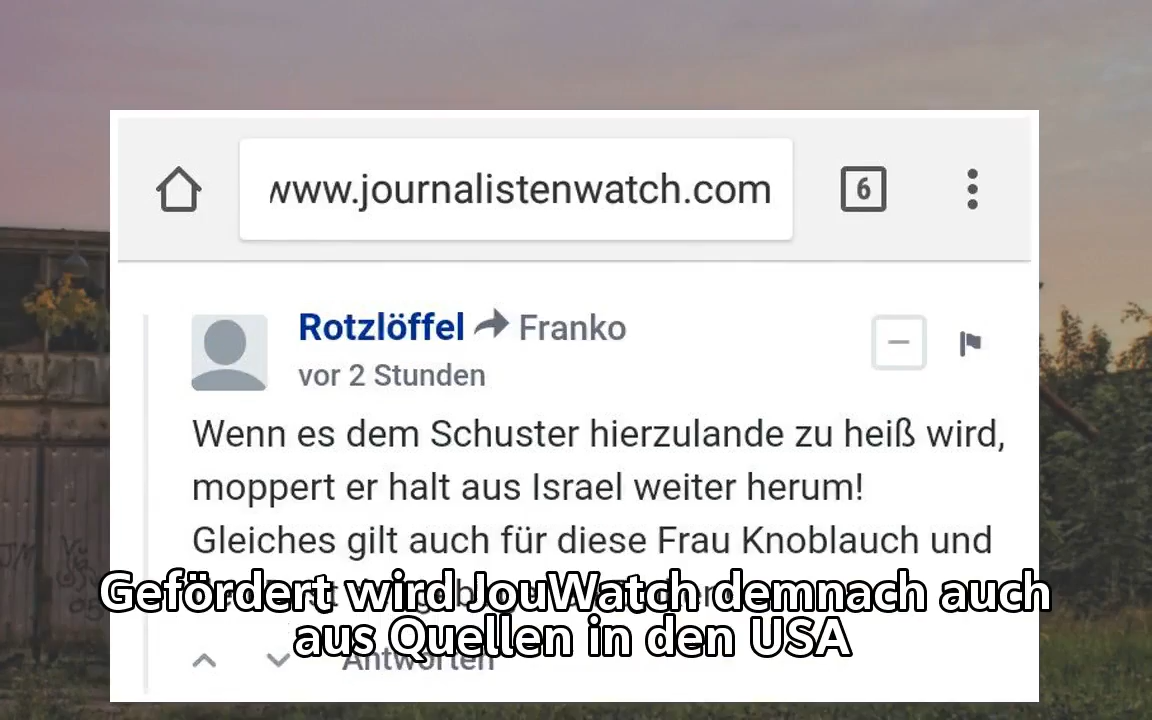 www.journalistenwatch.com
6
Rotzlöffel Franko
vor 2 Stunden
Wenn es dem Schuster hierzulande zu heiß wird,
moppert er halt aus Israel weiter herum!
Gleiches gilt auch für diese Frau Knoblauch und
Gefördert wird JouWatch demnach auch
aus Quellen in den USA
Antworten